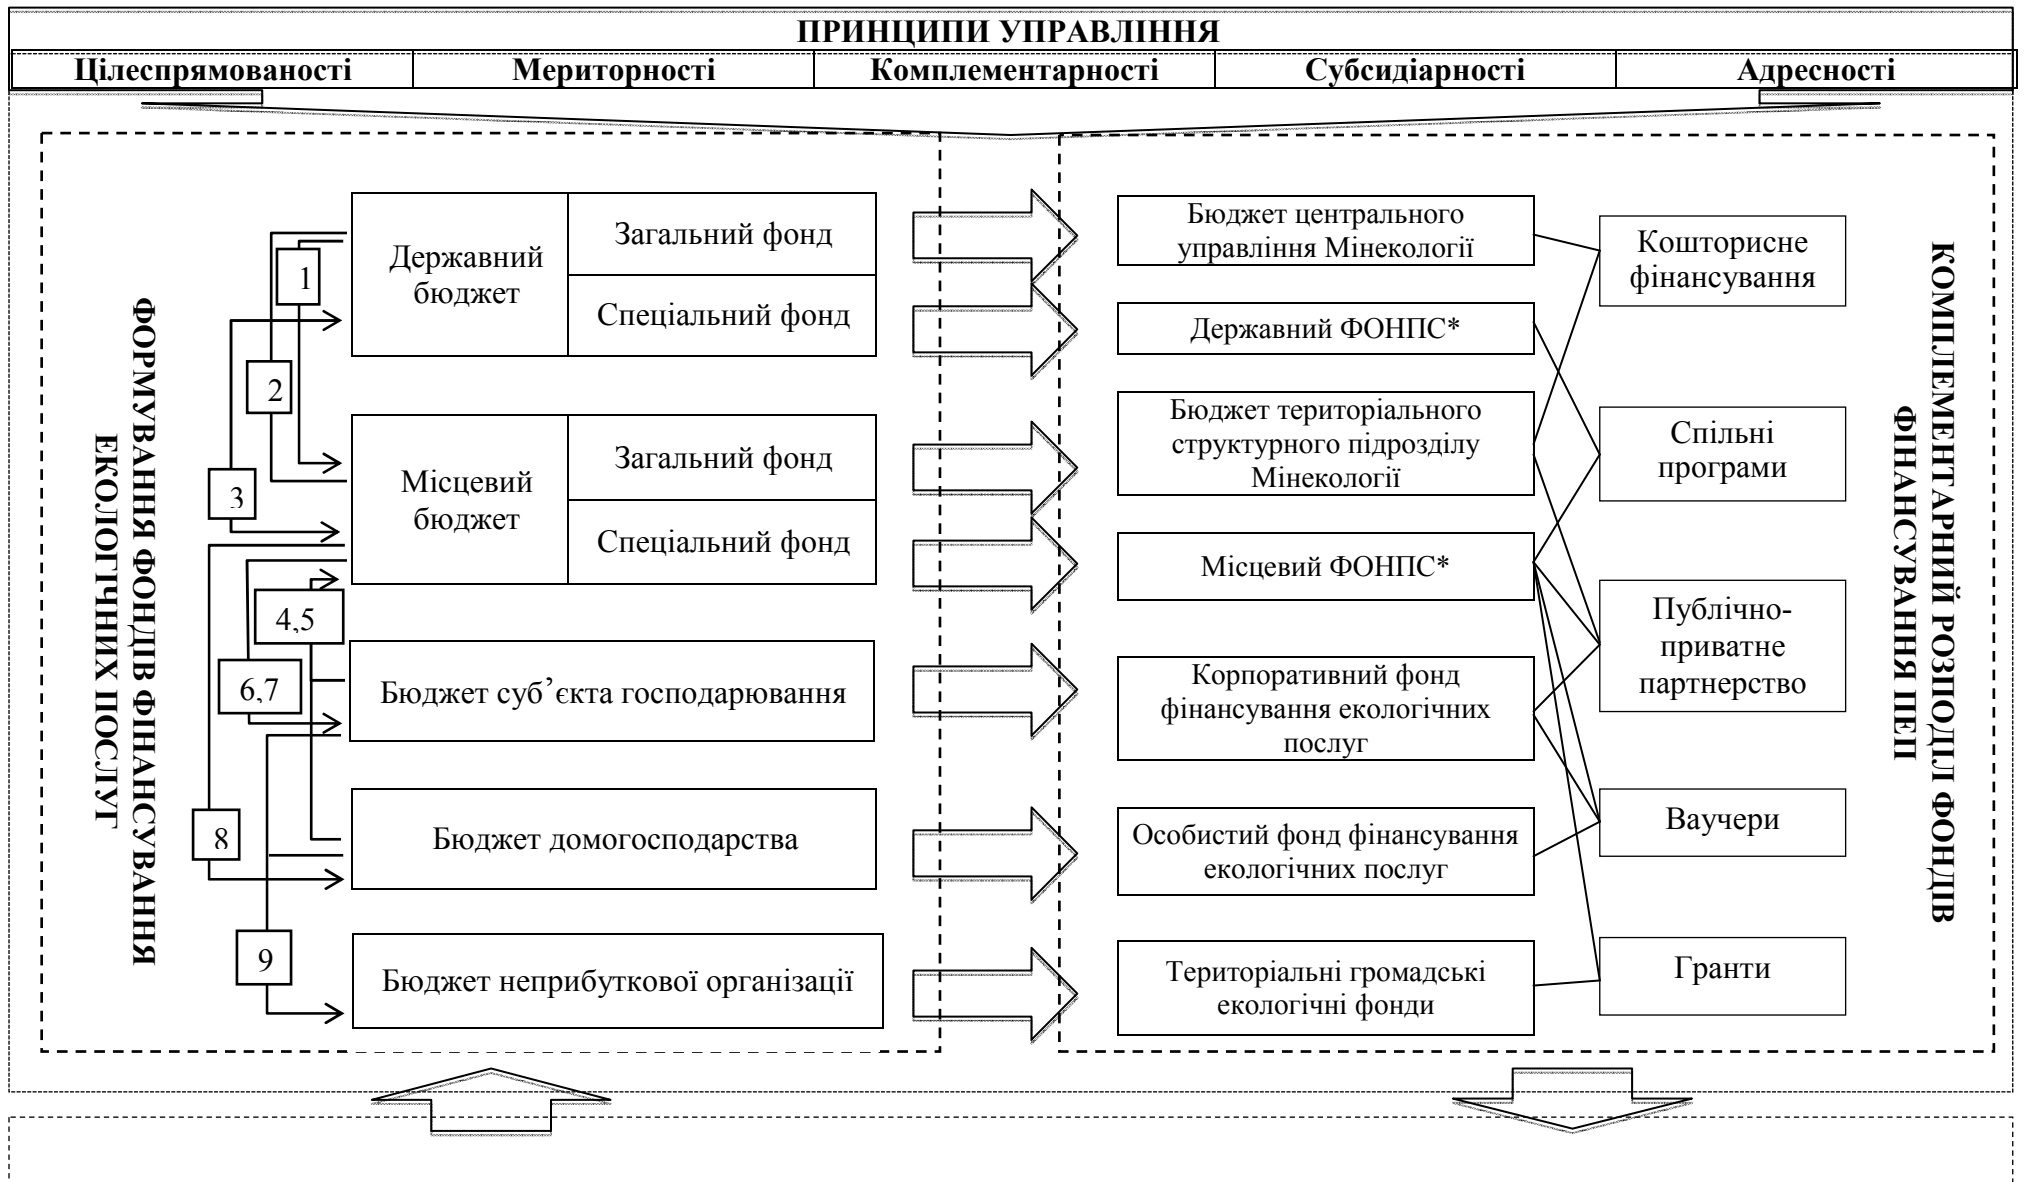 ПРИНЦИПИ УПРАВЛІННЯ
Цілеспрямованості
Мериторності
Комплементарності
Субсидіарності
Адресності
ФОРМУВАННЯ ФОНДІВ ФІНАНСУВАННЯ
ЕКОЛОГІЧНИХ ПОСЛУГ
1
2
3
4,5
6,7
8
9
Державний
бюджет
Загальний фонд
Спеціальний фонд
Місцевий
бюджет
Загальний фонд
Спеціальний фонд
Бюджет суб’єкта господарювання
Бюджет домогосподарства
Бюджет неприбуткової організації
Бюджет центрального
управління Мінекології
Державний ФОНПС*
Бюджет територіального
структурного підрозділу
Мінекології
Місцевий ФОНПС*
Корпоративний фонд
фінансування екологічних
послуг
Особистий фонд фінансування
екологічних послуг
Територіальні громадські
екологічні фонди
Кошторисне
фінансування
Спільні
програми
Публічно-
приватне
партнерство
Ваучери
Гранти
КОМПЛЕМЕНТАРНИЙ РОЗПОДІЛ ФОНДІВ
ФІНАНСУВАННЯ ПЕП